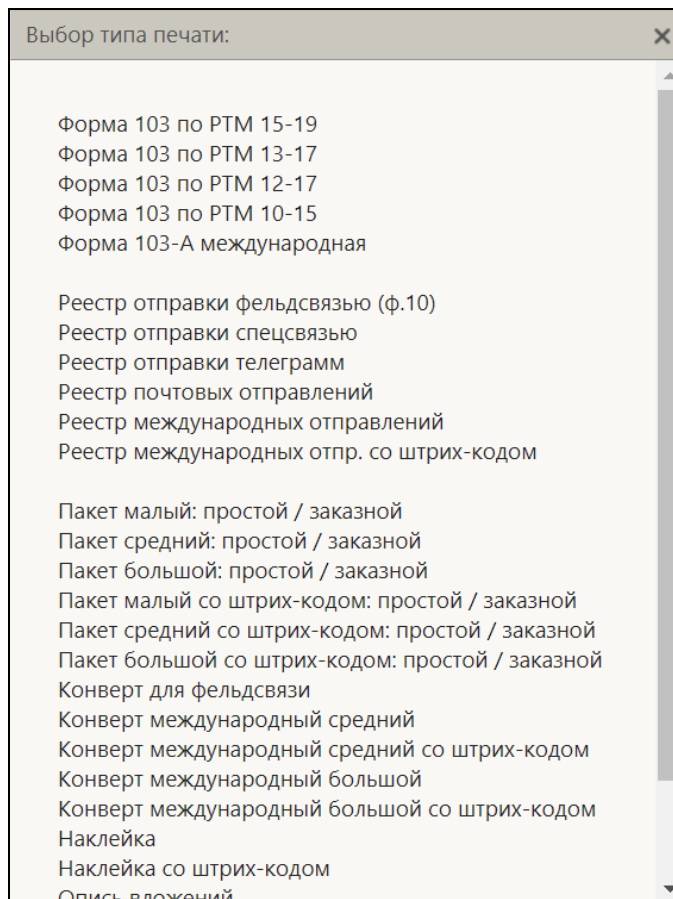 Выбор типа печати:
Форма 103 по РТМ 15-19
Форма 103 по РТМ 13-17
Форма 103 по РТМ 12-17
Форма 103 по РТМ 10-15
Форма 103-А международная
Реестр отправки фельдсвязью (ф.10)
Реестр отправки спецсвязью
Реестр отправки телеграмм
Реестр почтовых отправлений
Реестр международных отправлений
Реестр международных отпр. со штрих-кодом
Пакет малый: простой / заказной
Пакет средний: простой / заказной
Пакет большой: простой / заказной
Пакет малый со штрих-кодом: простой / заказной
Пакет средний со штрих-кодом: простой / заказной
Пакет большой со штрих-кодом: простой / заказной
Конверт для фельдсвязи
Конверт международный средний
Конверт международный средний со штрих-кодом
Конверт международный большой
Конверт международный большой со штрих-кодом
Наклейка
Наклейка со штрих-кодом
Опись вложений